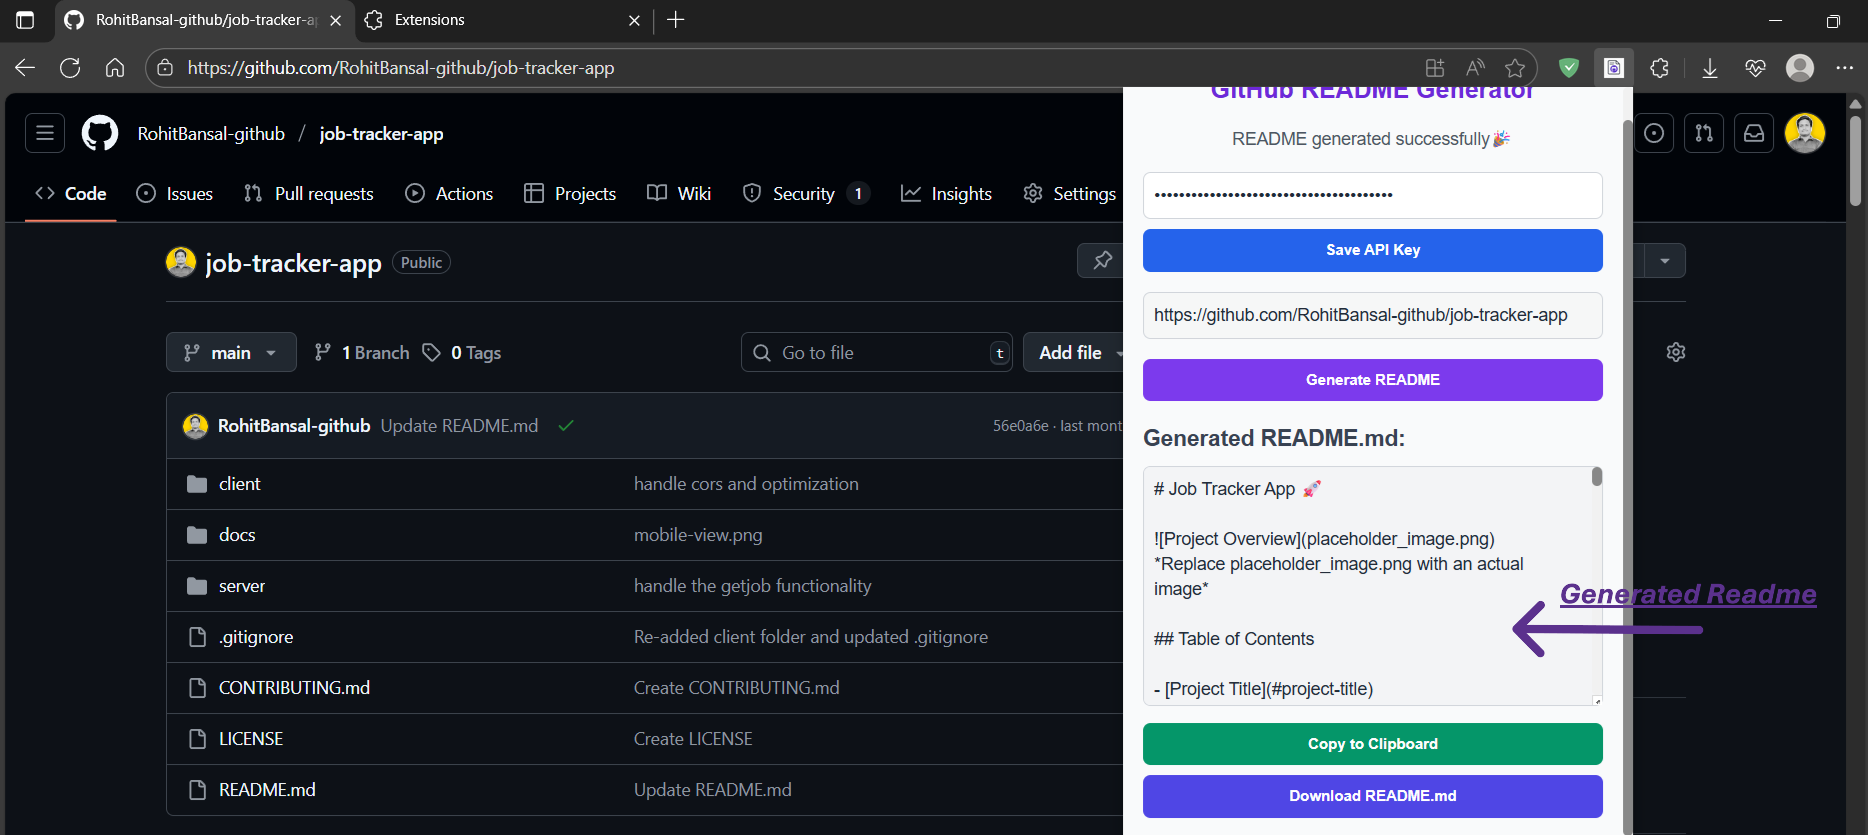 RohitBansal-github/job-tracker-ap
Extensions
https://github.com/RohitBansal-github/job-tracker-app
RohitBansal-github / job-tracker-app
Code
Issues
Pull requests
Actions
Projects
Wiki
Security 1
Insights
Settings
job-tracker-app Public
main
1 Branch
0 Tags
Go to file t
Add file
RohitBansal-github Update README.md 56e0a6e · last mont
client handle cors and optimization
docs mobile-view.png
server handle the getjob functionality
.gitignore Re-added client folder and updated .gitignore
CONTRIBUTING.md Create CONTRIBUTING.md
LICENSE Create LICENSE
README.md Update README.md
GitHub README Generator
README generated successfully🎉
••••••••••••••••••••••••••••••••••••••••
Save API Key
https://github.com/RohitBansal-github/job-tracker-app
Generate README
Generated README.md:
# Job Tracker App 🚀
![Project Overview](placeholder_image.png)
*Replace placeholder_image.png with an actual
image*
## Table of Contents
- [Project Title](#project-title)
Copy to Clipboard
Download README.md
Generated Readme